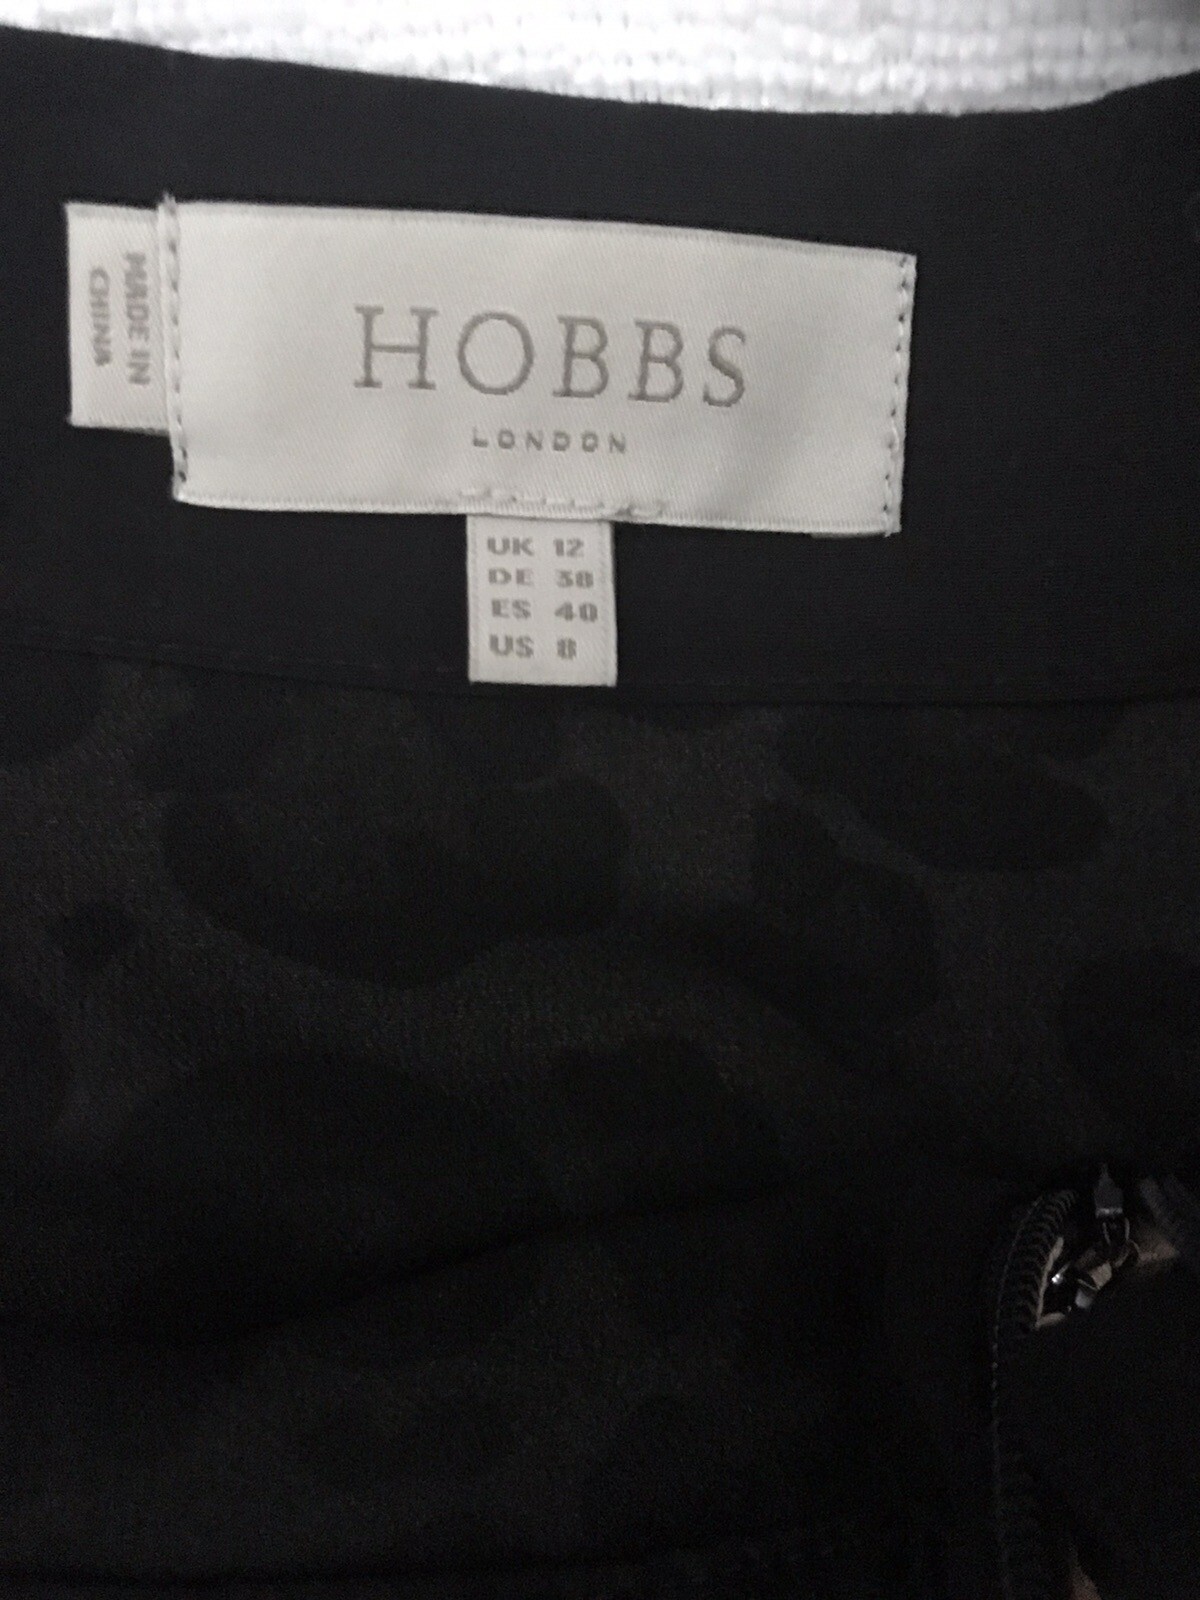 MADE IN
CHINA
HOBBS
LONDON
UK 12
DE 38
ES 40
US 8